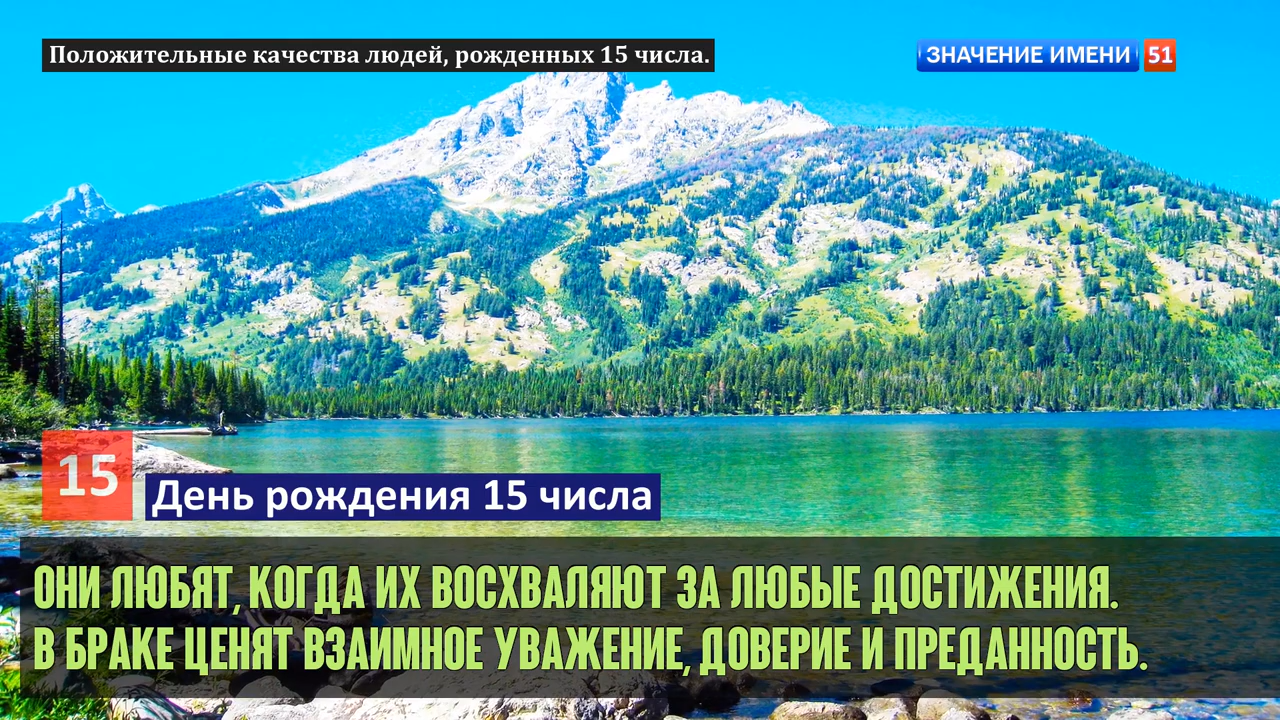 Положительные качества людей, рожденных 15 числа.
ЗНАЧЕНИЕ ИМЕНИ 51
15
День рождения 15 числа
ОНИ ЛЮБЯТ, КОГДА ИХ ВОСХВАЛЯЮТ ЗА ЛЮБЫЕ ДОСТИЖЕНИЯ.
В БРАКЕ ЦЕНЯТ ВЗАИМНОЕ УВАЖЕНИЕ, ДОВЕРИЕ И ПРЕДАННОСТЬ.